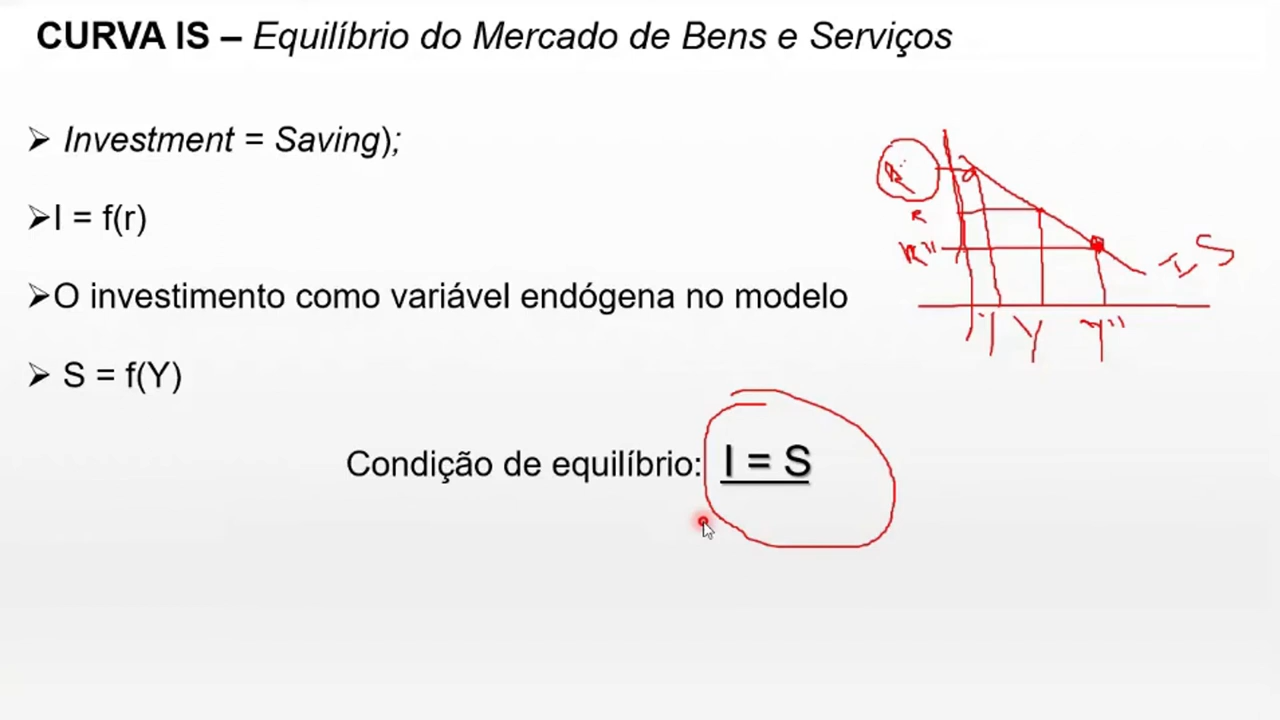 CURVA IS – Equilíbrio do Mercado de Bens e Serviços
➢ Investment = Saving);
➢I = f(r)
➢O investimento como variável endógena no modelo
➢ S = f(Y)
Condição de equilíbrio: I = S
R
R"
IS
Y' Y Y"